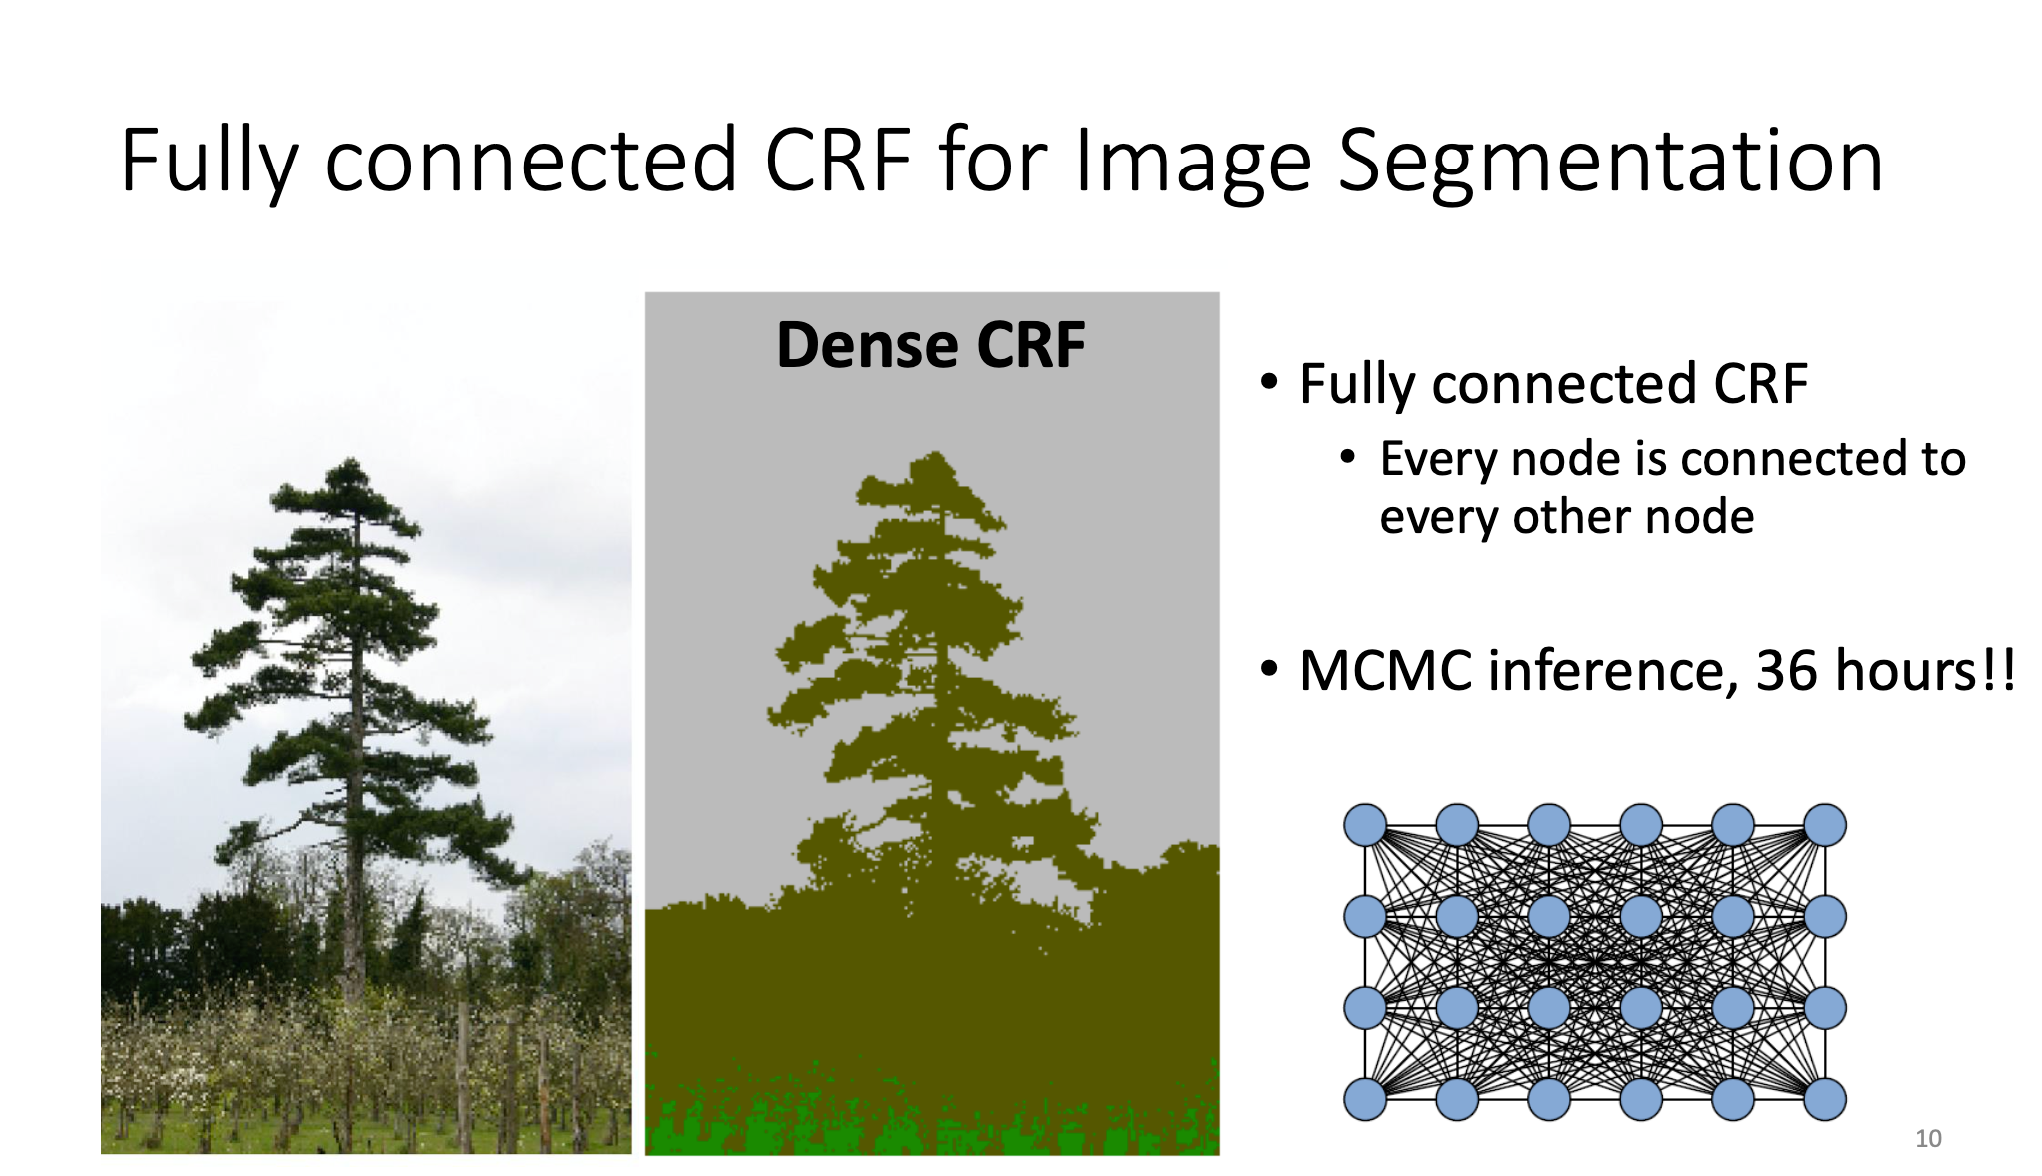 Fully connected CRF for Image Segmentation
Dense CRF
• Fully connected CRF
• Every node is connected to
every other node
• MCMC inference, 36 hours!!
10